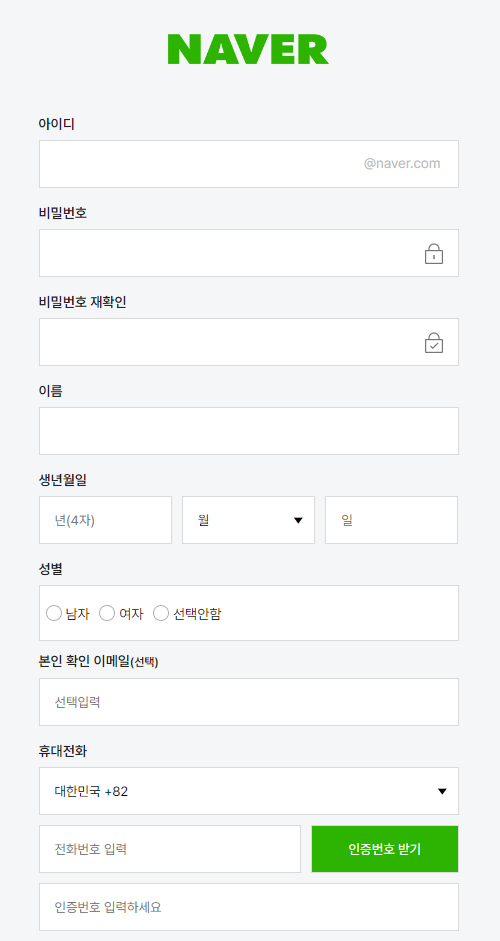 NAVER
아이디
@naver.com
비밀번호
비밀번호 재확인
이름
생년월일
년(4자) 월 일
성별
남자 여자 선택안함
본인 확인 이메일(선택)
선택입력
휴대전화
대한민국 +82
전화번호 입력 인증번호 받기
인증번호 입력하세요